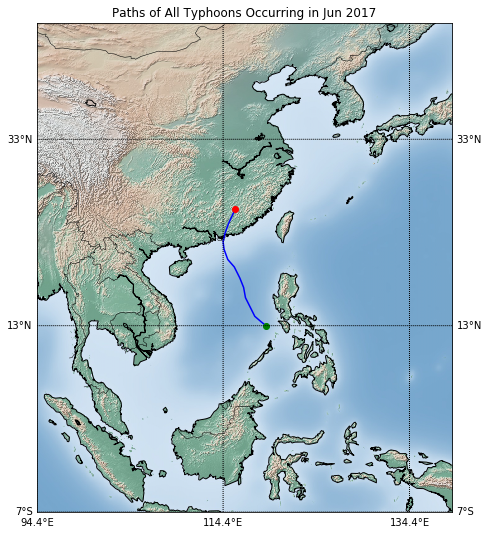 Paths of All Typhoons Occurring in Jun 2017
33°N 33°N
13°N 13°N
7°S 7°S
94.4°E 114.4°E 134.4°E